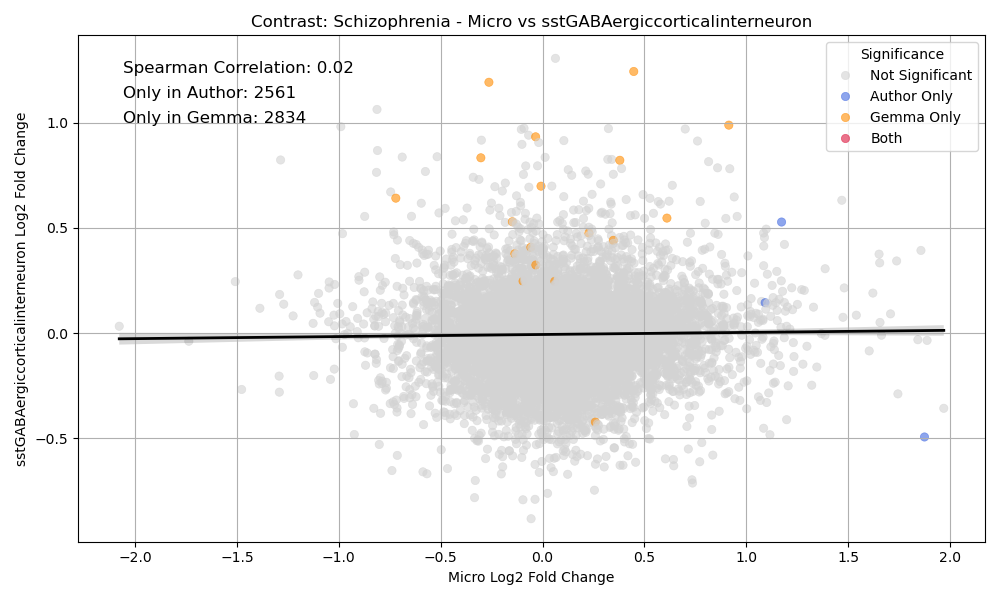 Contrast: Schizophrenia - Micro vs sstGABAergiccorticalinterneuron
Spearman Correlation: 0.02
Only in Author: 2561
Only in Gemma: 2834
Significance
Not Significant
Author Only
Gemma Only
Both
sstGABAergiccorticalinterneuron Log2 Fold Change
1.0
0.5
0.0
−0.5
−2.0 −1.5 −1.0 −0.5 0.0 0.5 1.0 1.5 2.0
Micro Log2 Fold Change